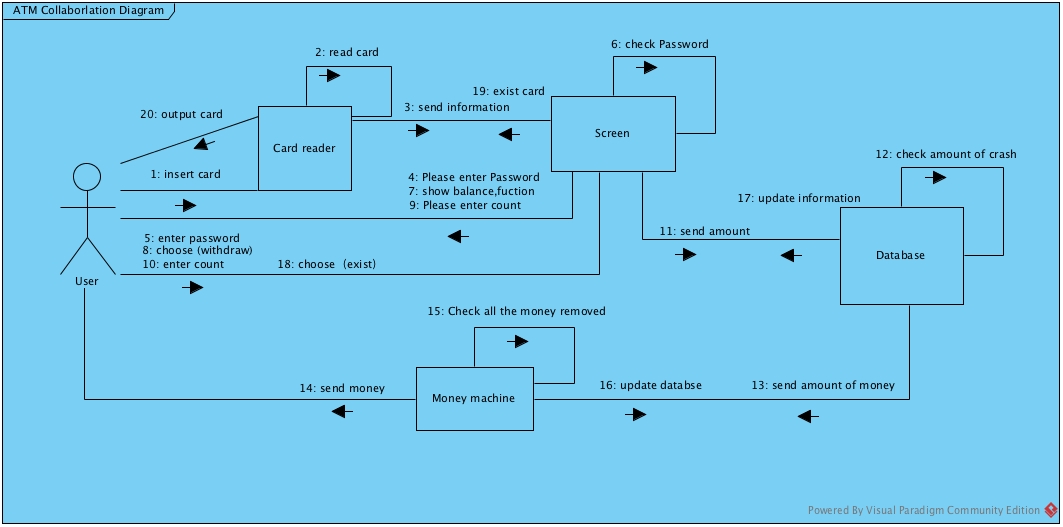 ATM Collaborlation Diagram
6: check Password
2: read card
19: exist card
3: send information
20: output card
Screen
Card reader
12: check amount of crash
1: insert card
4: Please enter Password
7: show balance,fuction
9: Please enter count
17: update information
11: send amount
5: enter password
8: choose (withdraw)
10: enter count
18: choose (exist)
Database
User
15: Check all the money removed
14: send money
16: update databse
13: send amount of money
Money machine
Powered By Visual Paradigm Community Edition